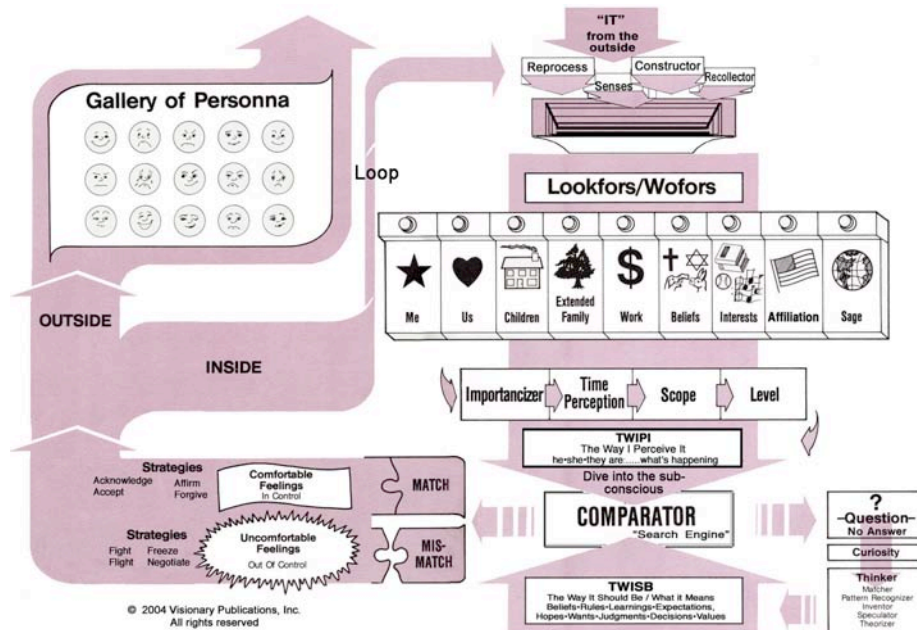 "IT"
from the
outside
Reprocess
Senses
Constructor
Recollector
Gallery of Personna
Loop
Lookfors/Wofors
Me
Us
Children
Extended
Family
Work
Beliefs
Interests
Affiliation
Sage
OUTSIDE
INSIDE
Importancizer
Time
Perception
Scope
Level
TWIPI
The Way I Perceive It
he•she•they are.....what's happening
Dive into the sub-
conscious
Strategies
Acknowledge
Accept
Affirm
Forgive
Comfortable
Feelings
In Control
MATCH
COMPARATOR
"Search Engine"
?
–Question–
No Answer
Curiosity
Strategies
Fight
Flight
Freeze
Negotiate
Uncomfortable
Feelings
Out Of Control
MIS-
MATCH
Thinker
Matcher
Pattern Recognizer
Inventor
Speculator
Theorizer
TWISB
The Way It Should Be / What it Means
Beliefs•Rules•Learnings•Expectations,
Hopes•Wants•Judgments•Decisions•Values
© 2004 Visionary Publications, Inc.
All rights reserved